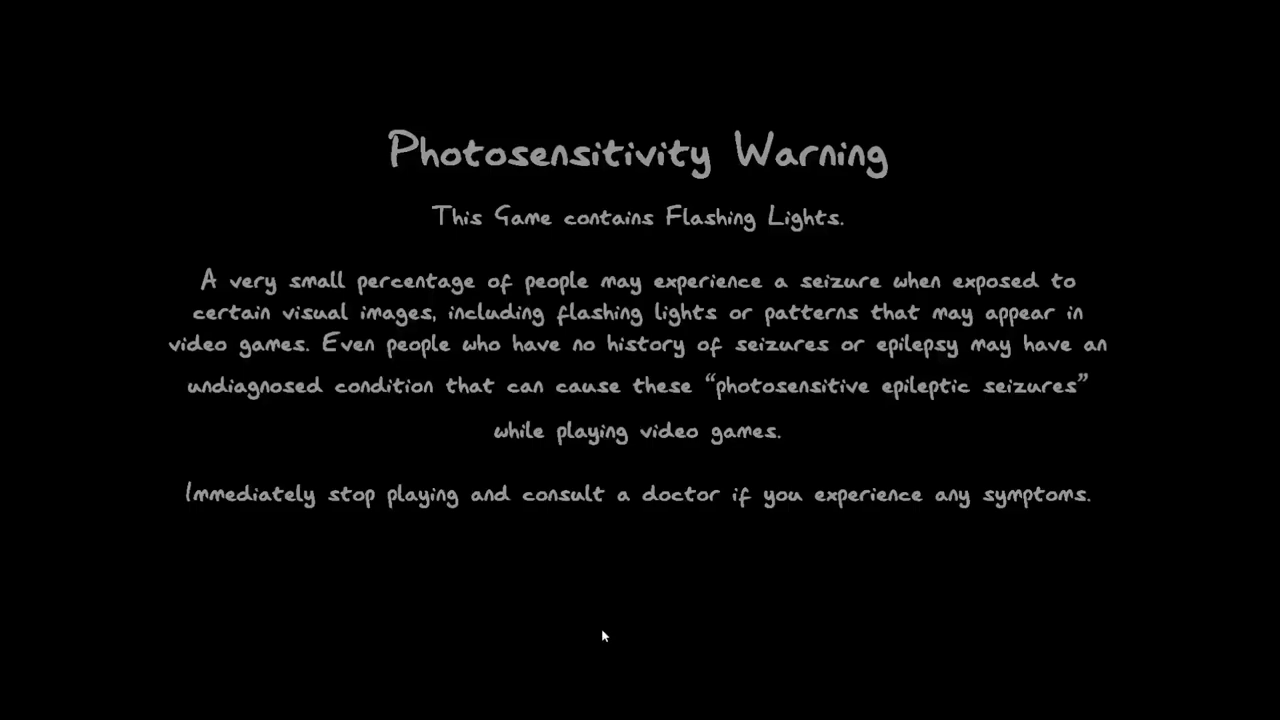 Photosensitivity Warning
This Game contains Flashing Lights.
A very small percentage of people may experience a seizure when exposed to
certain visual images, including flashing lights or patterns that may appear in
video games. Even people who have no history of seizures or epilepsy may have an
undiagnosed condition that can cause these “photosensitive epileptic seizures”
while playing video games.
Immediately stop playing and consult a doctor if you experience any symptoms.